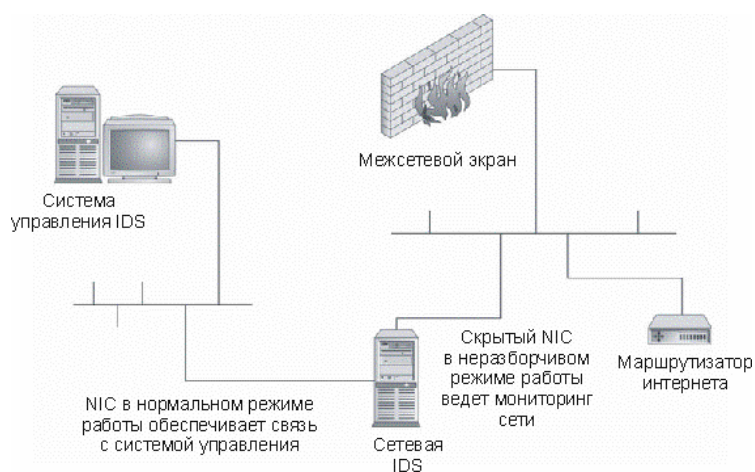 Межсетевой экран
Система
управления IDS
Скрытый NIC
в неразборчивом
режиме работы
ведет мониторинг
сети
Маршрутизатор
интернета
NIC в нормальном режиме
работы обеспечивает связь
с системой управления
Сетевая
IDS